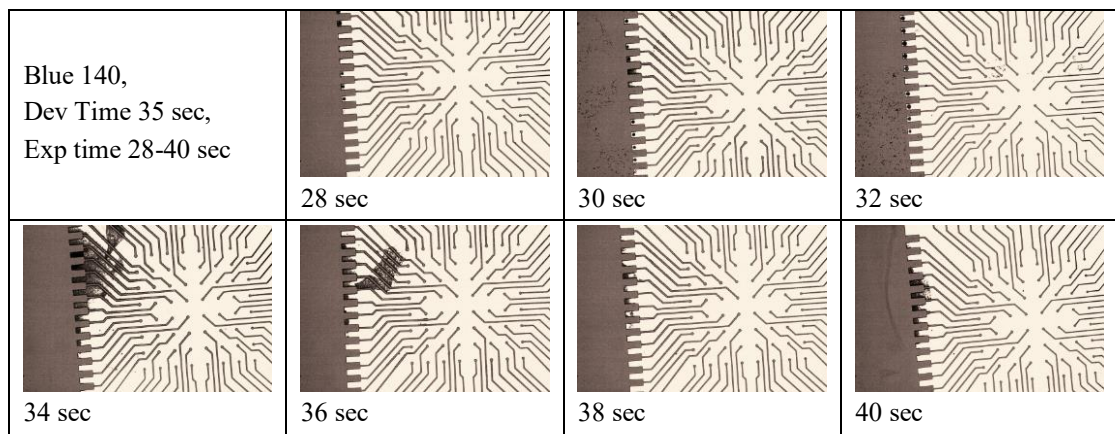 Blue 140,
Dev Time 35 sec,
Exp time 28-40 sec
28 sec
30 sec
32 sec
34 sec
36 sec
38 sec
40 sec